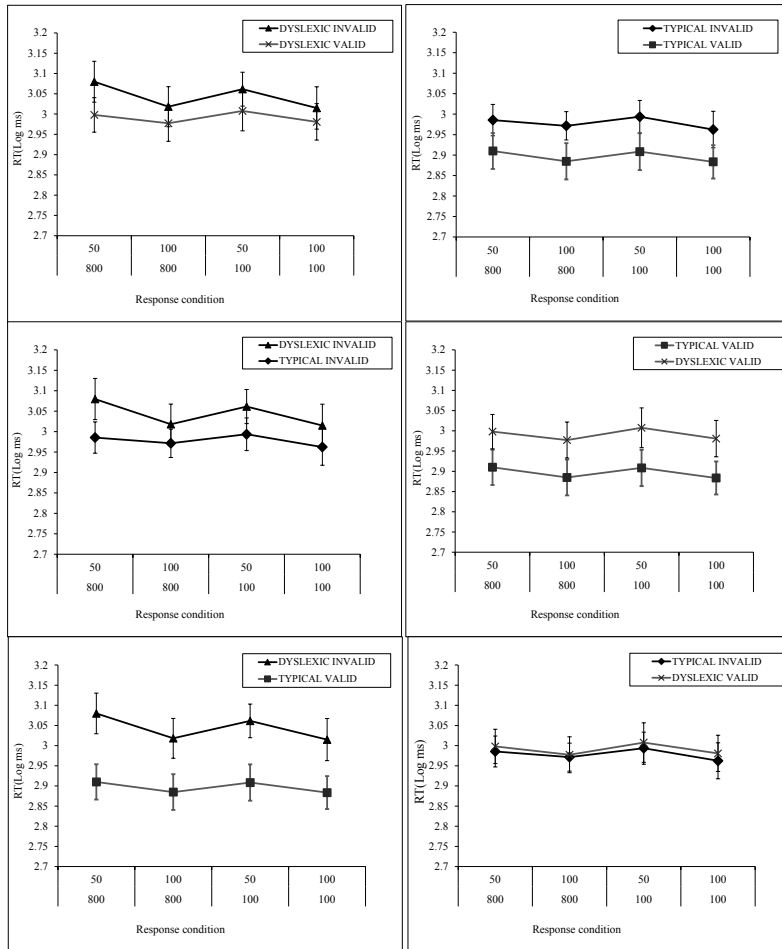 DYSLEXIC INVALID
DYSLEXIC VALID
3.2
3.15
3.1
3.05
3
2.95
2.9
2.85
2.8
2.75
2.7
RT(Log ms)
50 100 50 100
800 800 100 100
Response condition
TYPICAL INVALID
TYPICAL VALID
3.2
3.15
3.1
3.05
3
2.95
2.9
2.85
2.8
2.75
2.7
RT(Log ms)
50 100 50 100
800 800 100 100
Response condition
DYSLEXIC INVALID
TYPICAL INVALID
3.2
3.15
3.1
3.05
3
2.95
2.9
2.85
2.8
2.75
2.7
RT(Log ms)
50 100 50 100
800 800 100 100
Response condition
TYPICAL VALID
DYSLEXIC VALID
3.2
3.15
3.1
3.05
3
2.95
2.9
2.85
2.8
2.75
2.7
RT(Log ms)
50 100 50 100
800 800 100 100
Response condition
DYSLEXIC INVALID
TYPICAL VALID
3.2
3.15
3.1
3.05
3
2.95
2.9
2.85
2.8
2.75
2.7
RT(Log ms)
50 100 50 100
800 800 100 100
Response condition
TYPICAL INVALID
DYSLEXIC VALID
3.2
3.15
3.1
3.05
3
2.95
2.9
2.85
2.8
2.75
2.7
RT(Log ms)
50 100 50 100
800 800 100 100
Response condition